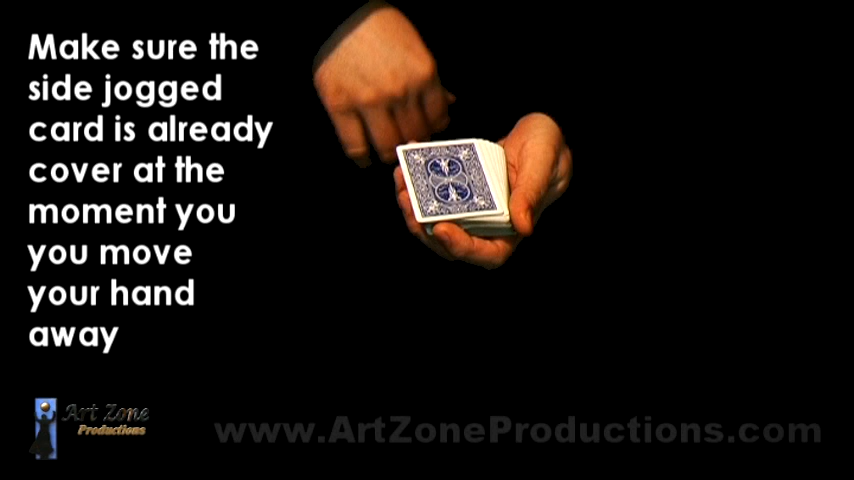 Make sure the
side jogged
card is already
cover at the
moment you
you move
your hand
away
Art Zone
Productions
www.ArtZoneProductions.com